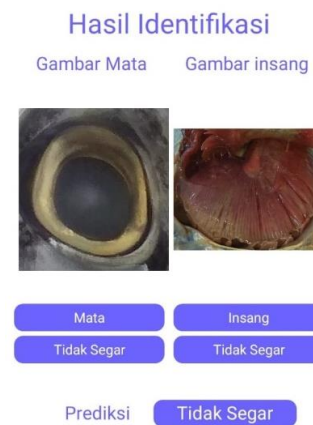 Hasil Identifikasi
Gambar Mata Gambar insang
Mata Insang
Tidak Segar Tidak Segar
Prediksi Tidak Segar